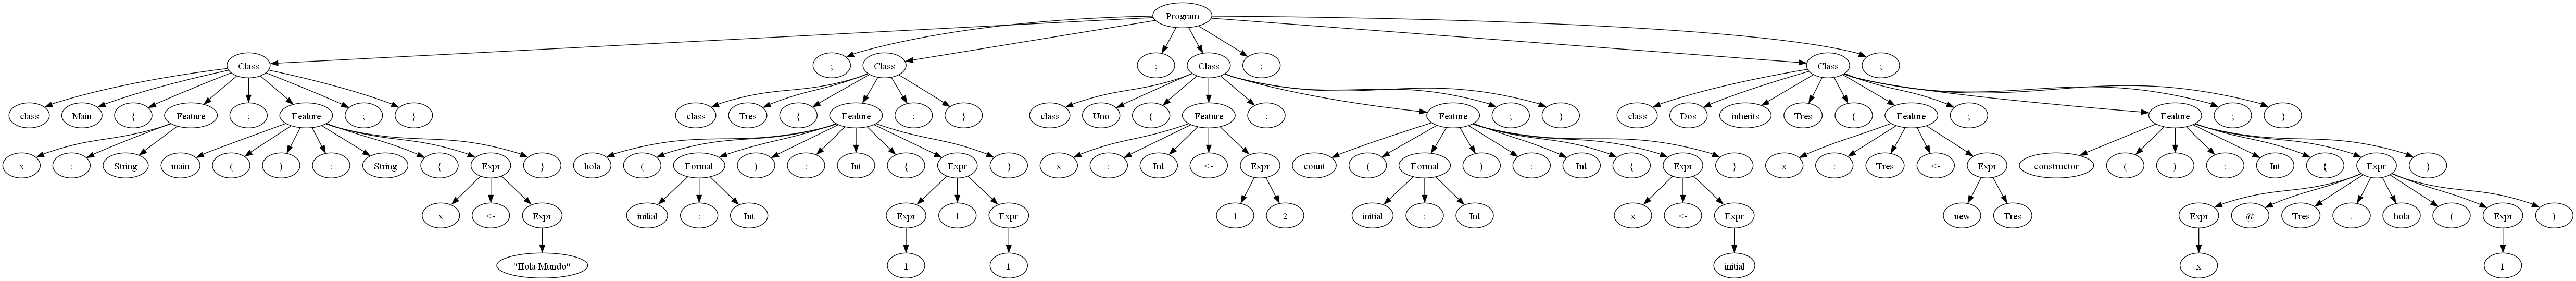 Program
Class ; Class ; Class ; Class ;
class Main { Feature ; Feature ; } class Tres { Feature ; } class Uno { Feature ; Feature ; } class Dos inherits Tres { Feature ; Feature ; }
x : String main ( ) : String { Expr } hola ( Formal ) : Int { Expr } x : Int <- Expr count ( Formal ) : Int { Expr } x : Tres <- Expr constructor ( ) : Int { Expr }
x <- Expr initial : Int Expr + Expr 1 2 initial : Int x <- Expr new Tres Expr @ Tres . hola ( Expr )
"Hola Mundo" 1 1 initial x 1